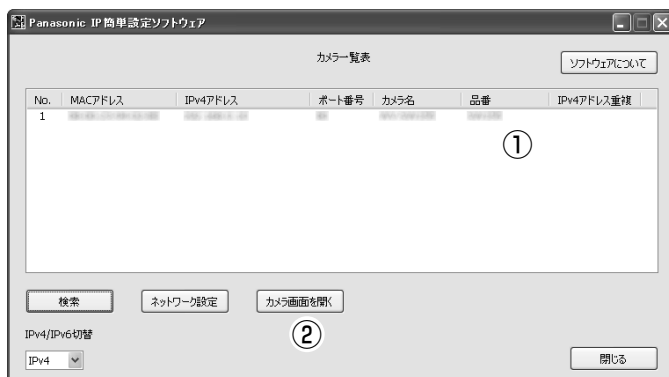 Panasonic IP簡単設定ソフトウェア
カメラ一覧表
ソフトウェアについて
No. MACアドレス IPv4アドレス ポート番号 カメラ名 品番 IPv4アドレス重複
1
①
検索 ネットワーク設定 カメラ画面を開く
②
IPv4/IPv6切替
IPv4
閉じる